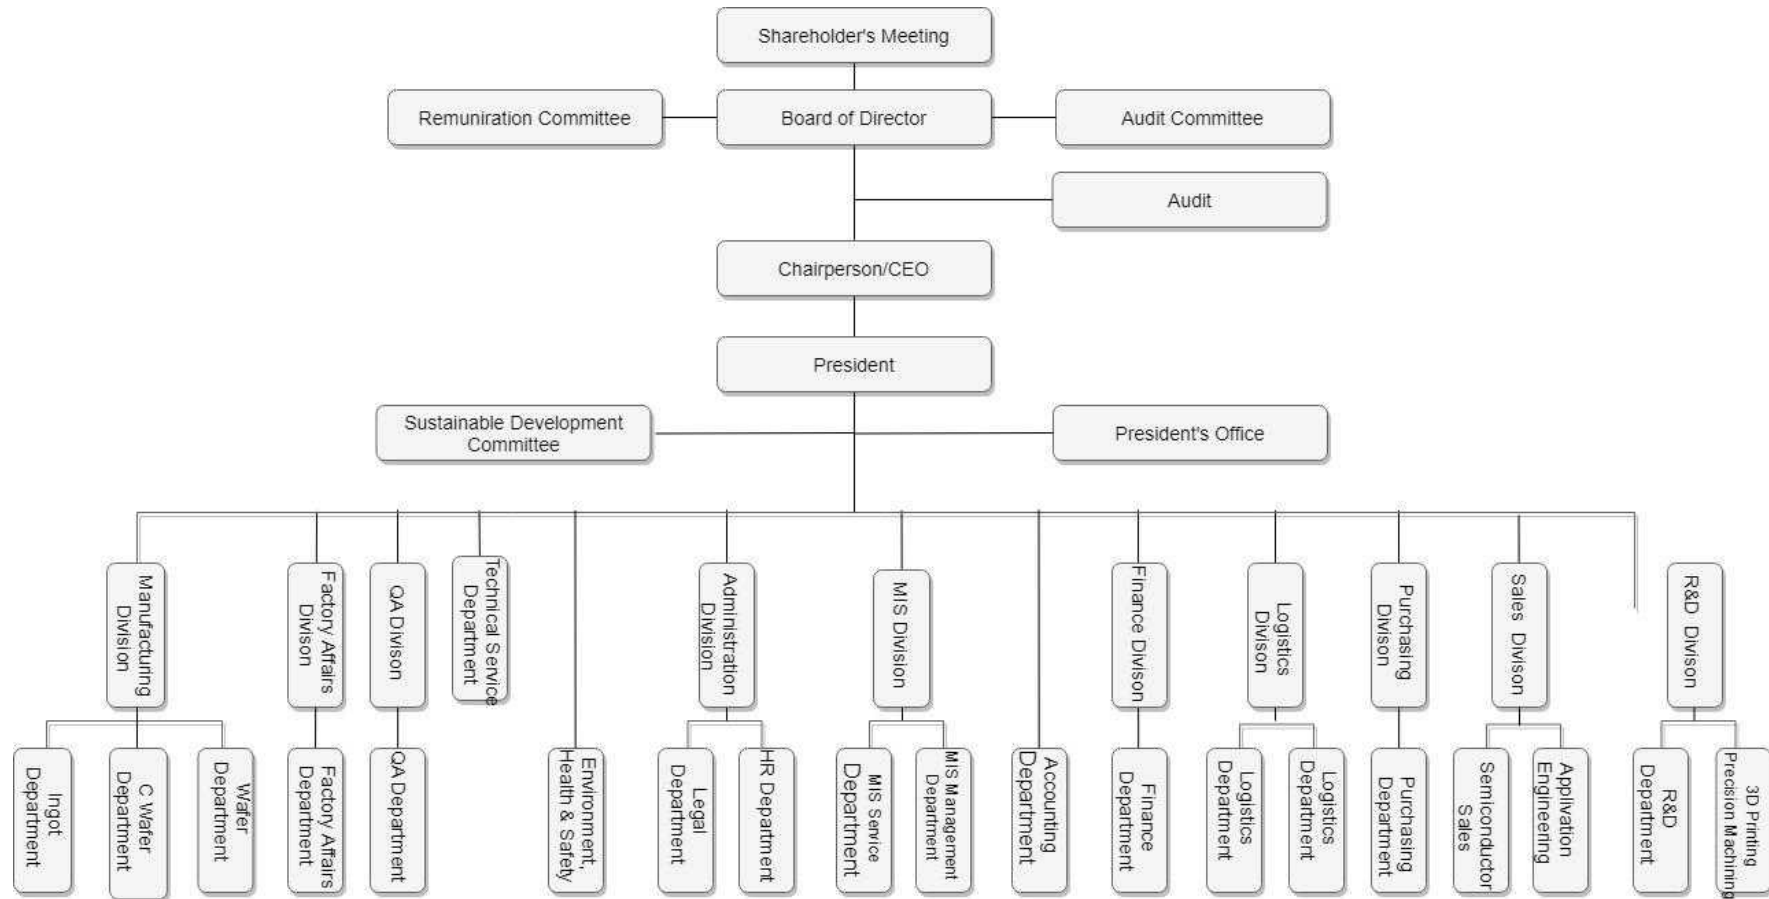 Shareholder's Meeting
Remuniration Committee
Board of Director
Audit Committee
Audit
Chairperson/CEO
President
Sustainable Development
Committee
President's Office
Manufacturing
Division
Factory Affairs
Divison
QA Divison
Technical Service
Department
Administration
Division
MIS Division
Finance Divison
Logistics
Divison
Purchasing
Divison
Sales Divison
R&D Divison
Ingot
Department
C Wafer
Department
Wafer
Department
Factory Affairs
Department
QA Department
Environment,
Health & Safety
Legal
Department
HR Department
MIS Service
Department
MIS Management
Department
Accounting
Department
Finance
Department
Logistics
Department
Logistics
Department
Purchasing
Department
Semiconductor
Sales
Applivation
Engineering
R&D
Department
3D Printing
Precision Machining